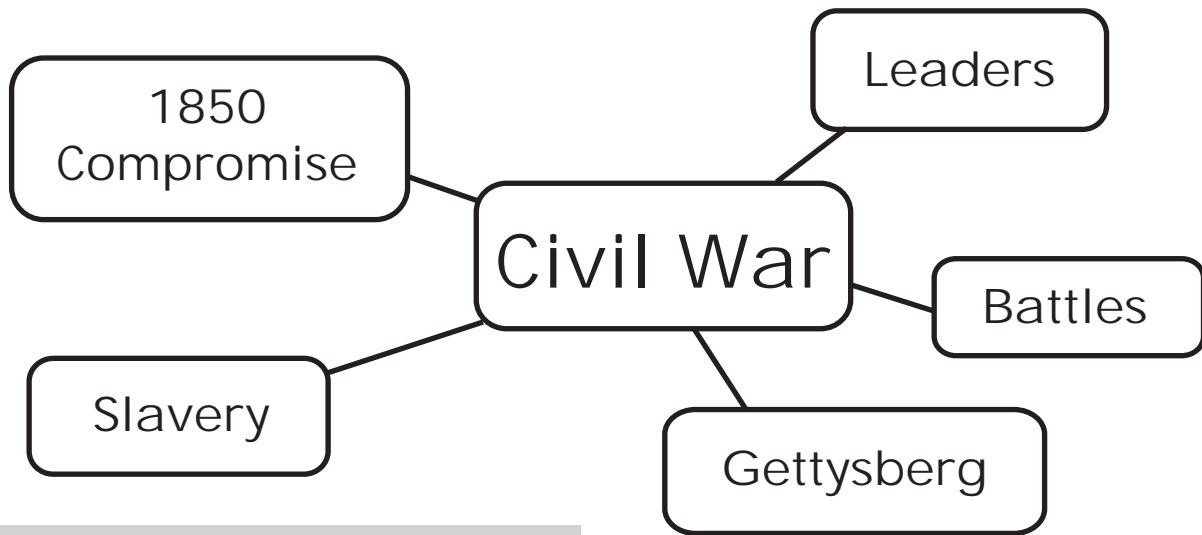 1850
Compromise
Leaders
Civil War
Battles
Slavery
Gettysberg